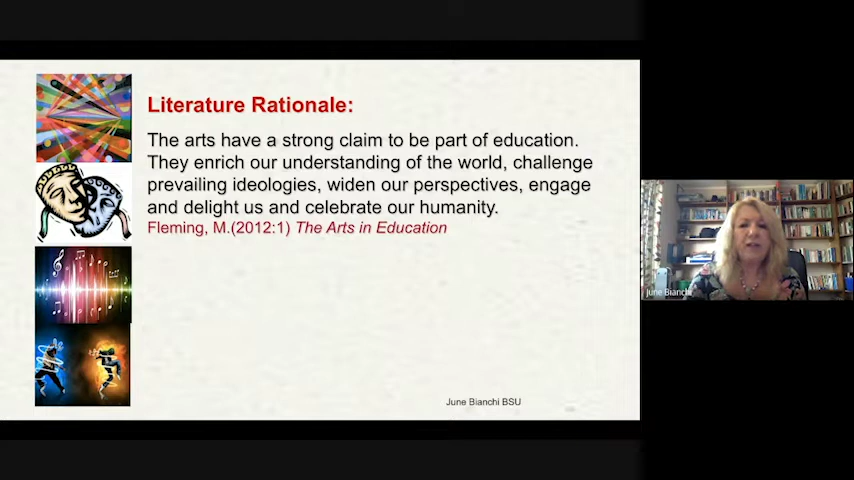 Literature Rationale:
The arts have a strong claim to be part of education.
They enrich our understanding of the world, challenge
prevailing ideologies, widen our perspectives, engage
and delight us and celebrate our humanity.
Fleming, M.(2012:1) The Arts in Education
June Bianchi
June Bianchi BSU